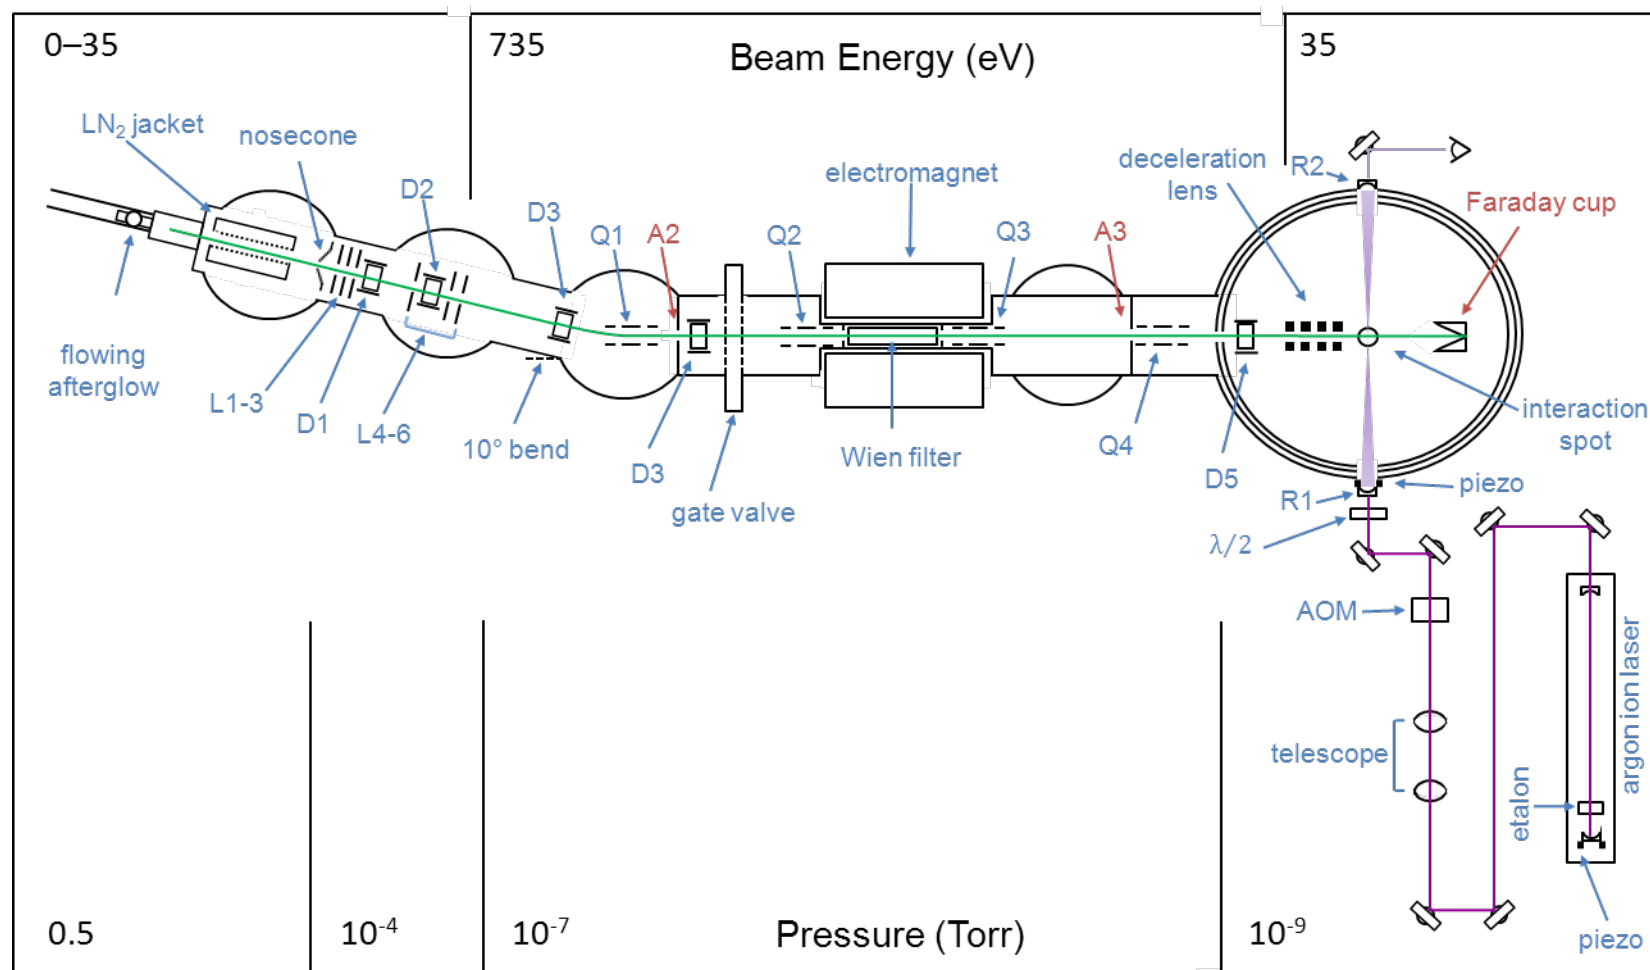 0–35
735
Beam Energy (eV)
35
LN₂ jacket
nosecone
D2
D3
Q1
A2
Q2
electromagnet
Q3
A3
deceleration
lens
R2
Faraday cup
flowing
afterglow
L1-3
D1
L4-6
10° bend
D3
gate valve
Wien filter
Q4
D5
interaction
spot
R1
piezo
λ/2
AOM
telescope
etalon
argon ion laser
piezo
0.5
10⁻⁴
10⁻⁷
Pressure (Torr)
10⁻⁹